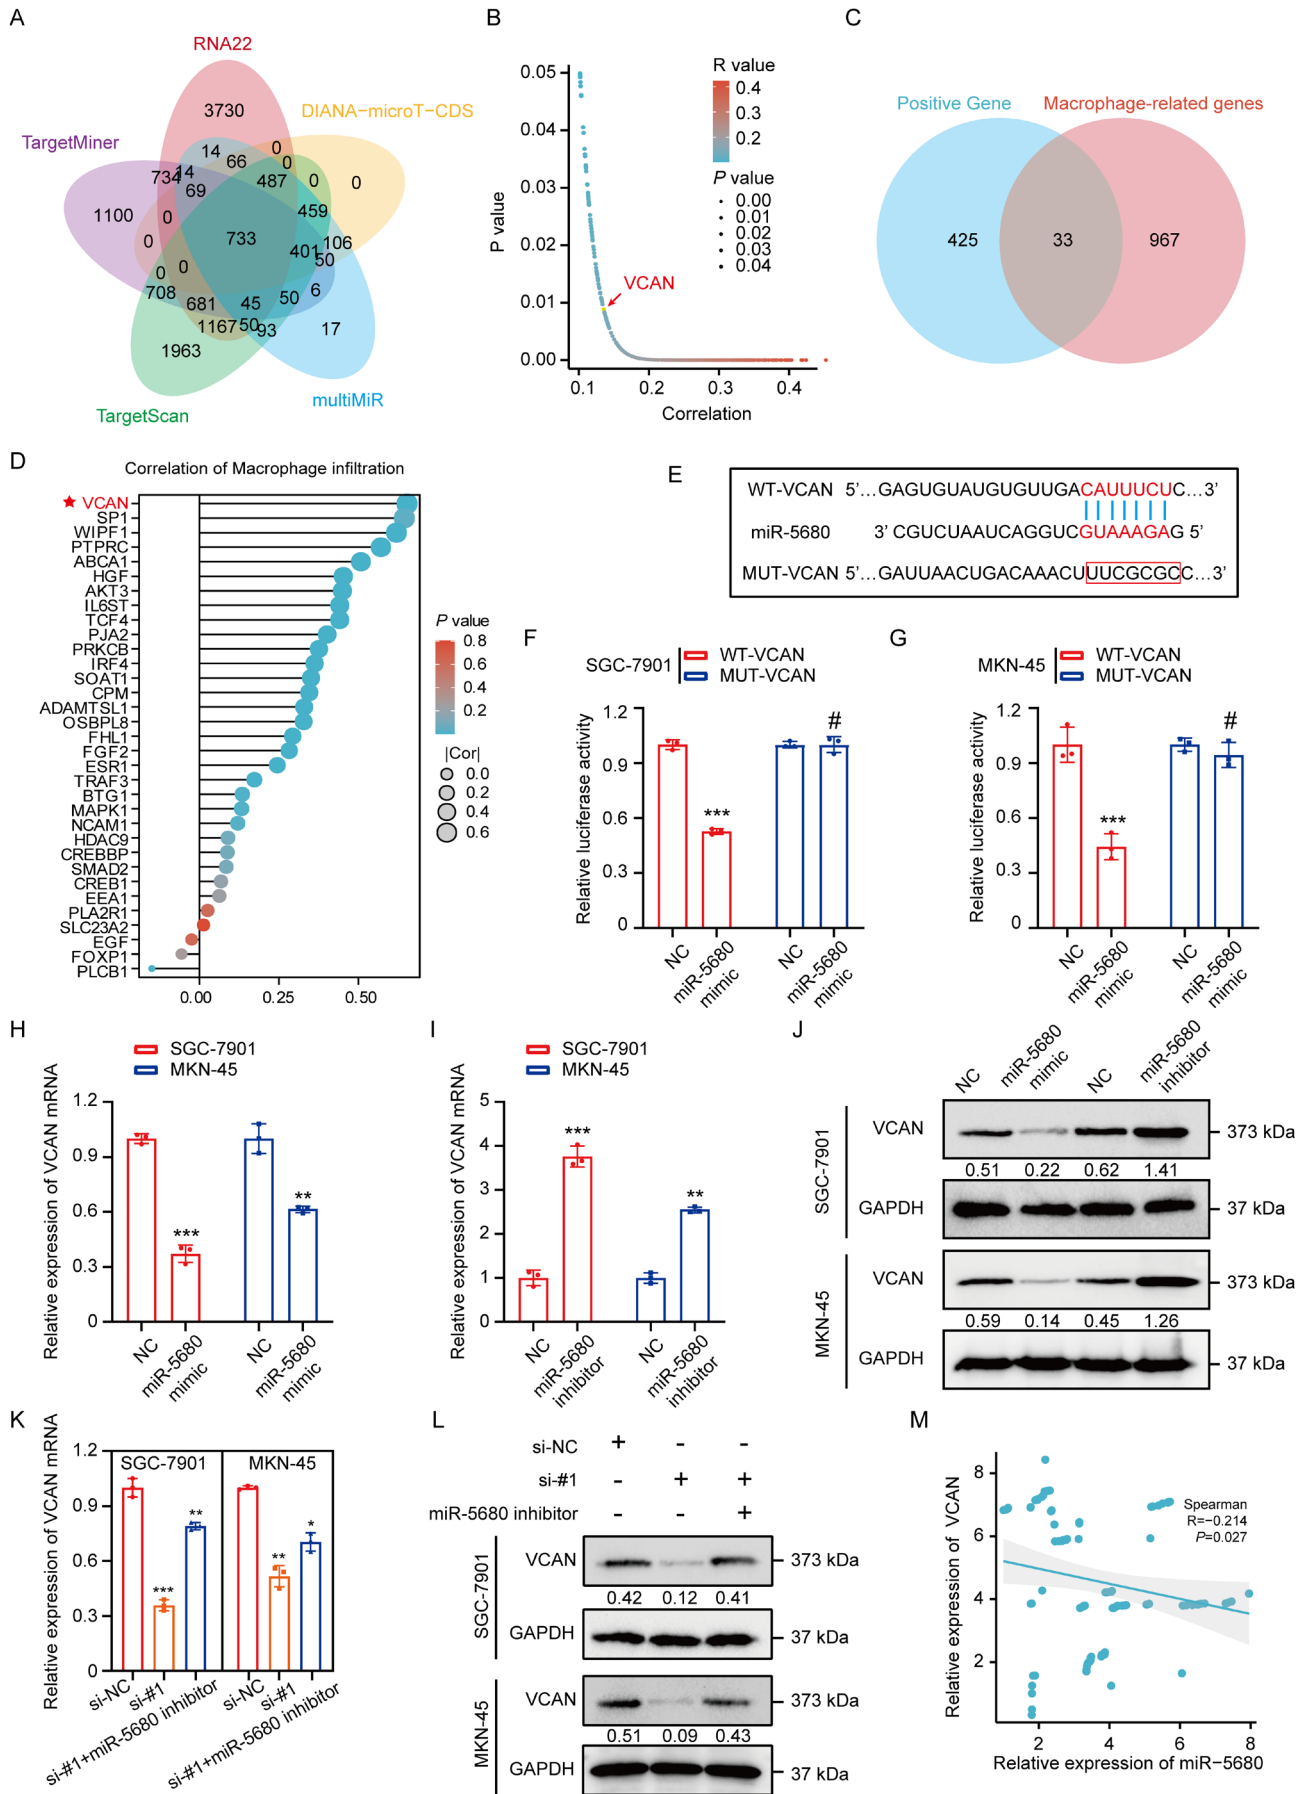 A
RNA22
DIANA−microT−CDS
TargetMiner
TargetScan
multiMiR
3730
14
66
0
0
487
0
0
734
14
69
1100
0
459
0
733
401
106
50
0
0
708
681
45
50
6
1167
50
93
17
1963
B
P value
0.05
0.04
0.03
0.02
0.01
0.00
0.1
0.2
0.3
0.4
Correlation
VCAN
R value
0.4
0.3
0.2
P value
0.00
0.01
0.02
0.03
0.04
C
Positive Gene
Macrophage-related genes
425
33
967
D
Correlation of Macrophage infiltration
★ VCAN
SP1
WIPF1
PTPRC
ABCA1
HGF
AKT3
IL6ST
TCF4
PJA2
PRKCB
IRF4
SOAT1
CPM
ADAMTSL1
OSBPL8
FHL1
FGF2
ESR1
TRAF3
BTG1
MAPK1
NCAM1
HDAC9
CREBBP
SMAD2
CREB1
EEA1
PLA2R1
SLC23A2
EGF
FOXP1
PLCB1
0.00
0.25
0.50
P value
0.8
0.6
0.4
0.2
|Cor|
0.0
0.2
0.4
0.6
E
WT-VCAN 5′…GAGUGUAUGUGUUGACAUUUCUC…3′
miR-5680 3′ CGUCUAAUCAGGUCGUAAAGAG 5′
MUT-VCAN 5′…GAUUAACUGACAAACUUUCGCGCC…3′
F
SGC-7901
WT-VCAN
MUT-VCAN
Relative luciferase activity
1.2
0.9
0.6
0.3
0
***
#
NC
miR-5680 mimic
NC
miR-5680 mimic
G
MKN-45
WT-VCAN
MUT-VCAN
Relative luciferase activity
1.2
0.9
0.6
0.3
0
***
#
NC
miR-5680 mimic
NC
miR-5680 mimic
H
SGC-7901
MKN-45
Relative expression of VCAN mRNA
1.2
0.9
0.6
0.3
0
***
**
NC
miR-5680 mimic
NC
miR-5680 mimic
I
SGC-7901
MKN-45
Relative expression of VCAN mRNA
5
4
3
2
1
0
***
**
NC
miR-5680 inhibitor
NC
miR-5680 inhibitor
J
NC
miR-5680 mimic
NC
miR-5680 inhibitor
SGC-7901
VCAN
373 kDa
0.51 0.22 0.62 1.41
GAPDH
37 kDa
MKN-45
VCAN
373 kDa
0.59 0.14 0.45 1.26
GAPDH
37 kDa
K
Relative expression of VCAN mRNA
1.2
0.9
0.6
0.3
0
SGC-7901
MKN-45
***
**
**
*
si-NC
si-#1
si-#1+miR-5680 inhibitor
si-NC
si-#1
si-#1+miR-5680 inhibitor
L
si-NC + - -
si-#1 - + +
miR-5680 inhibitor - - +
SGC-7901
VCAN
373 kDa
0.42 0.12 0.41
GAPDH
37 kDa
MKN-45
VCAN
373 kDa
0.51 0.09 0.43
GAPDH
37 kDa
M
Relative expression of VCAN
8
6
4
2
2
4
6
8
Relative expression of miR−5680
Spearman
R=−0.214
P=0.027